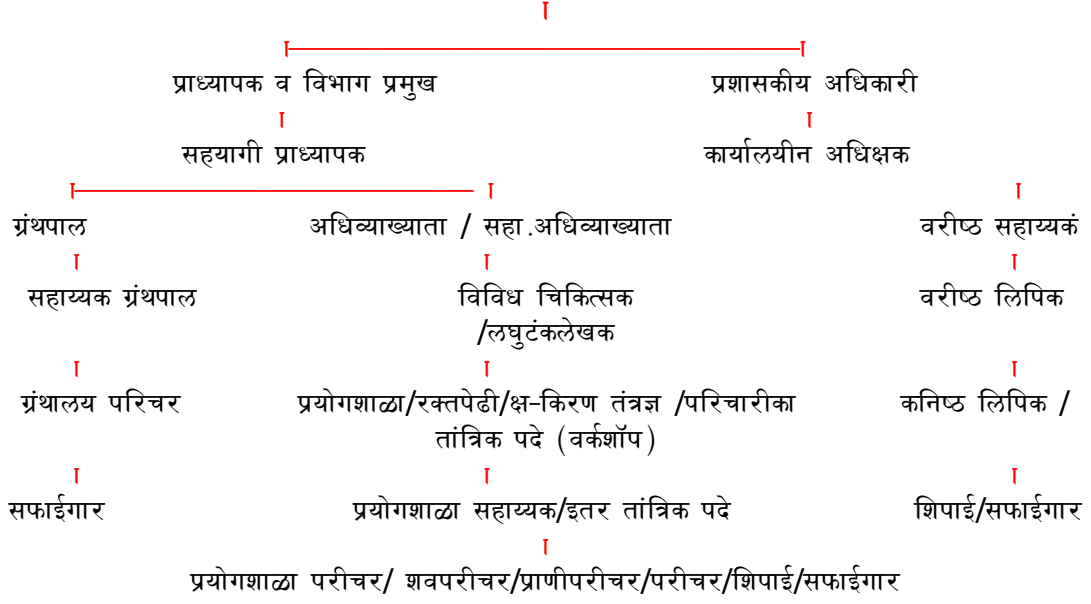 प्राध्यापक व विभाग प्रमुख प्रशासकीय अधिकारी
सहयागी प्राध्यापक कार्यालयीन अधिक्षक
ग्रंथपाल अधिव्याख्याता / सहा.अधिव्याख्याता वरीष्ठ सहाय्यकं
सहाय्यक ग्रंथपाल विविध चिकित्सक वरीष्ठ लिपिक
/लघुटंकलेखक
ग्रंथालय परिचर प्रयोगशाळा/रक्तपेढी/क्ष-किरण तंत्रज्ञ /परिचारीका कनिष्ठ लिपिक /
तांत्रिक पदे (वर्कशॉप)
सफाईगार प्रयोगशाळा सहाय्यक/इतर तांत्रिक पदे शिपाई/सफाईगार
प्रयोगशाळा परीचर/ शवपरीचर/प्राणीपरीचर/परीचर/शिपाई/सफाईगार